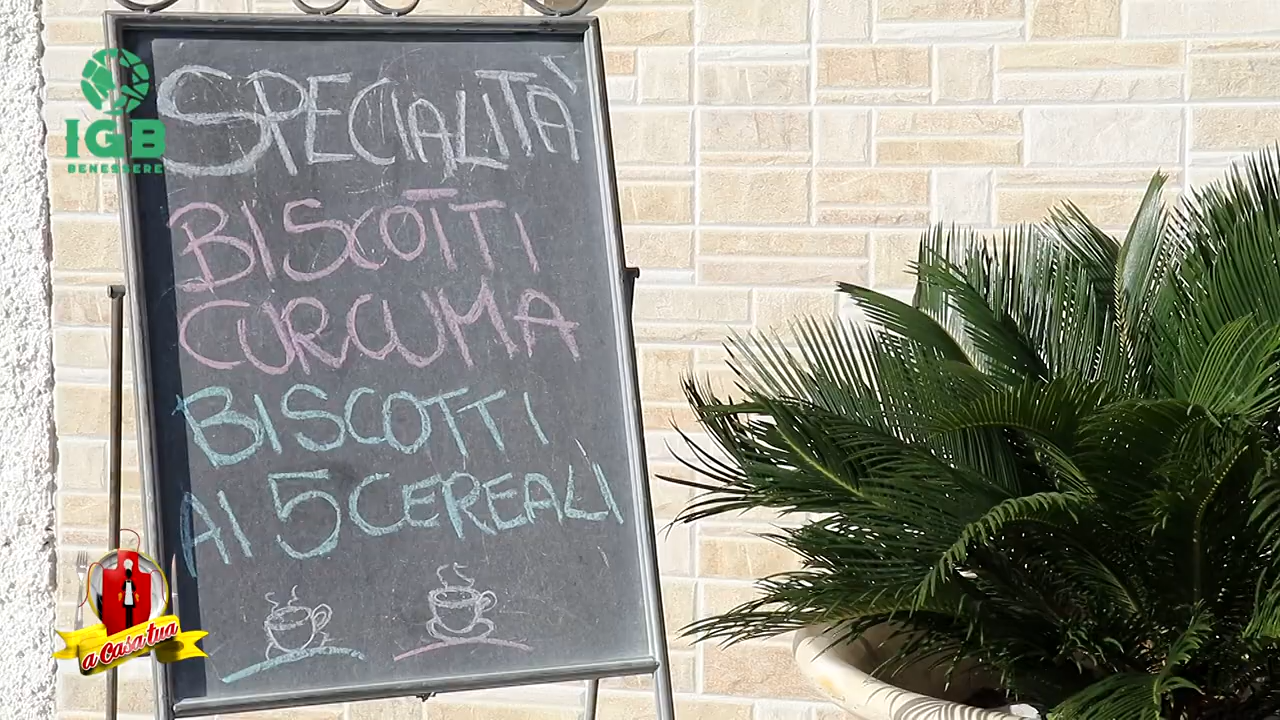 IGB
BENESSERE
SPECIALITÀ
BISCOTTI
CURCUMA
BISCOTTI
AI 5 CEREALI
a Casa tua